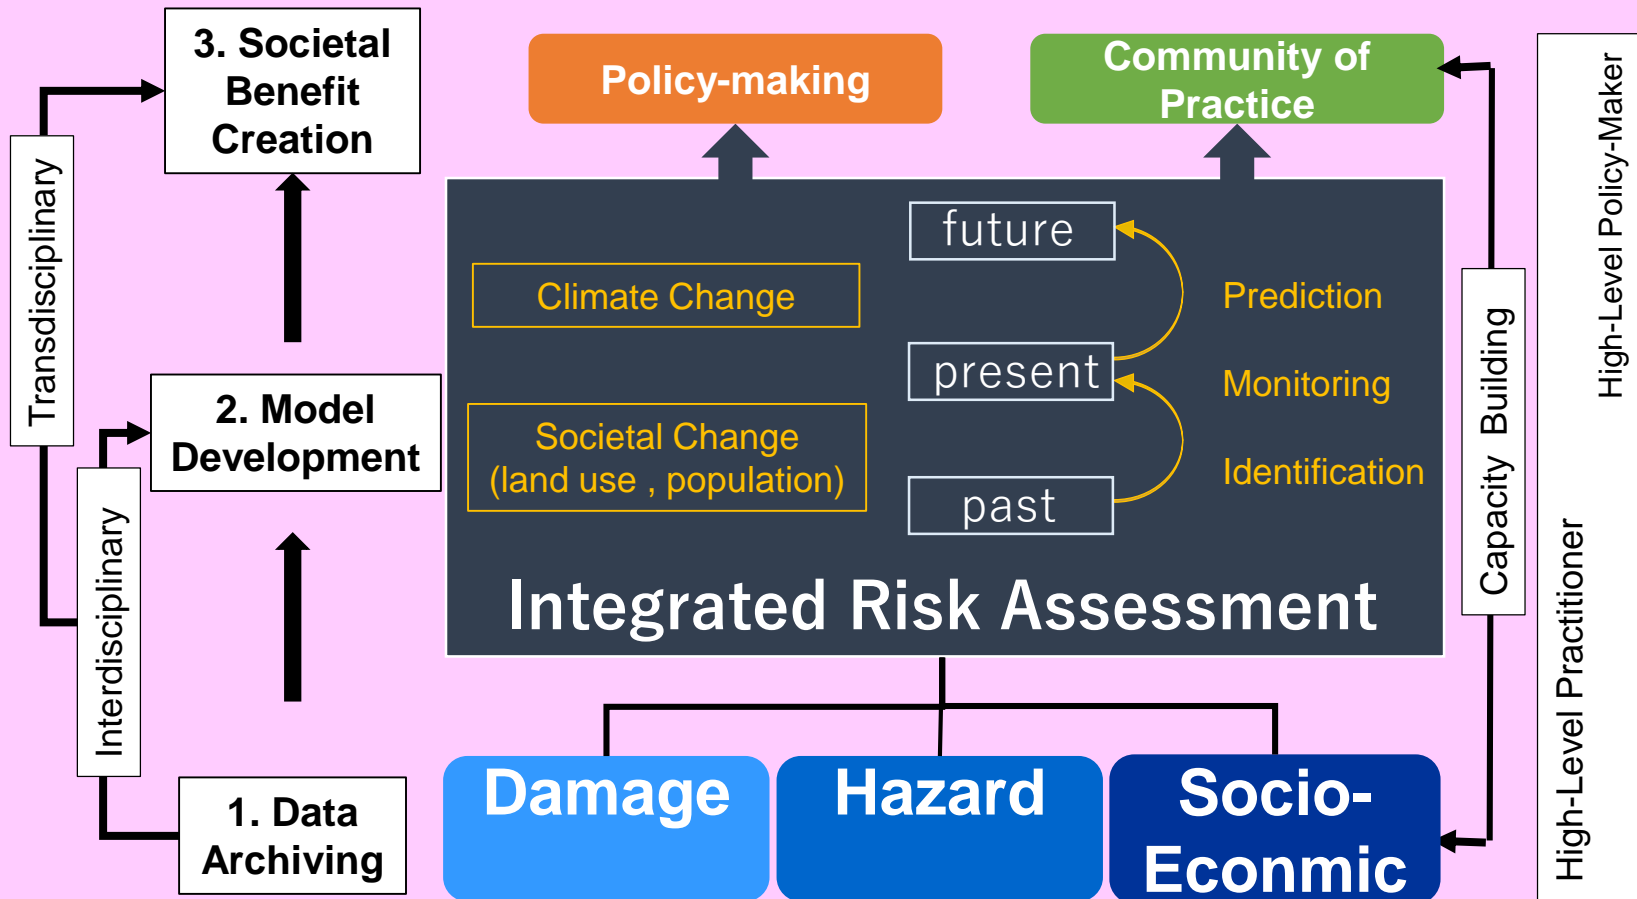 3. Societal
Benefit
Creation
Policy-making
Community of
Practice
Transdisciplinary
Interdisciplinary
2. Model
Development
1. Data
Archiving
Climate Change
Societal Change
(land use , population)
future
present
past
Prediction
Monitoring
Identification
Integrated Risk Assessment
Damage
Hazard
Socio-
Econmic
Capacity Building
High-Level Policy-Maker
High-Level Practitioner